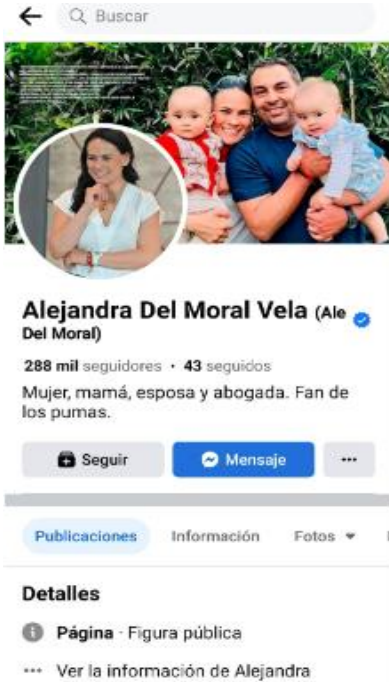 Buscar
Alejandra Del Moral Vela (Ale
Del Moral)
288 mil seguidores · 43 seguidos
Mujer, mamá, esposa y abogada. Fan de
los pumas.
Seguir
Mensaje
Publicaciones
Información
Fotos
Detalles
Página · Figura pública
Ver la información de Alejandra